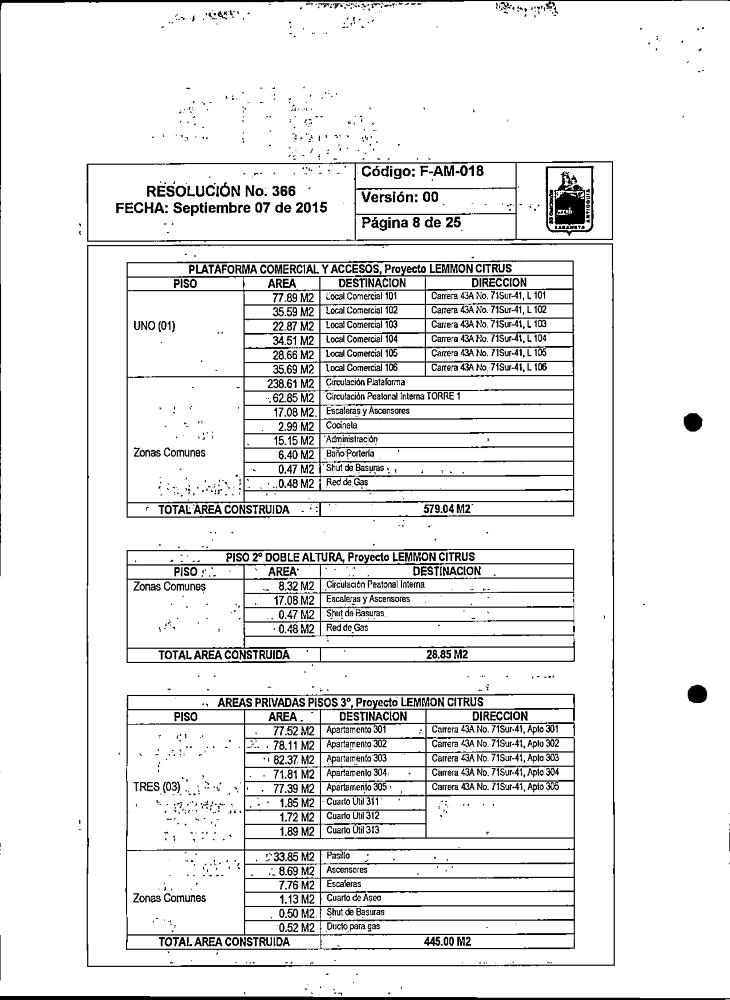 RESOLUCIÓN No. 366
FECHA: Septiembre 07 de 2015
Código: F-AM-018
Versión: 00
Página 8 de 25
SABANETA
ANTIOQUIA
PLATAFORMA COMERCIAL Y ACCESOS, Proyecto LEMMON CITRUS
PISO AREA DESTINACION DIRECCION
UNO (01)
77.89 M2 Local Comercial 101 Carrera 43A No. 71Sur-41, L 101
35.59 M2 Local Comercial 102 Carrera 43A No. 71Sur-41, L 102
22.87 M2 Local Comercial 103 Carrera 43A No. 71Sur-41, L 103
34.51 M2 Local Comercial 104 Carrera 43A No. 71Sur-41, L 104
28.66 M2 Local Comercial 105 Carrera 43A No. 71Sur-41, L 105
35.69 M2 Local Comercial 106 Carrera 43A No. 71Sur-41, L 106
Zonas Comunes
238.61 M2 Circulación Plataforma
62.85 M2 Circulación Peatonal Interna TORRE 1
17.08 M2 Escaleras y Ascensores
2.99 M2 Cocineta
15.15 M2 Administración
6.40 M2 Baño Portería
0.47 M2 Shut de Basuras
0.48 M2 Red de Gas
TOTAL AREA CONSTRUIDA 579.04 M2
PISO 2º DOBLE ALTURA, Proyecto LEMMON CITRUS
PISO AREA DESTINACION
Zonas Comunes
8.32 M2 Circulación Peatonal Interna
17.08 M2 Escaleras y Ascensores
0.47 M2 Shut de Basuras
0.48 M2 Red de Gas
TOTAL AREA CONSTRUIDA 28.85 M2
AREAS PRIVADAS PISOS 3º, Proyecto LEMMON CITRUS
PISO AREA DESTINACION DIRECCION
TRES (03)
77.52 M2 Apartamento 301 Carrera 43A No. 71Sur-41, Apto 301
78.11 M2 Apartamento 302 Carrera 43A No. 71Sur-41, Apto 302
82.37 M2 Apartamento 303 Carrera 43A No. 71Sur-41, Apto 303
71.81 M2 Apartamento 304 Carrera 43A No. 71Sur-41, Apto 304
77.39 M2 Apartamento 305 Carrera 43A No. 71Sur-41, Apto 305
1.85 M2 Cuarto Útil 311
1.72 M2 Cuarto Útil 312
1.89 M2 Cuarto Útil 313
Zonas Comunes
33.85 M2 Pasillo
8.69 M2 Ascensores
7.76 M2 Escaleras
1.13 M2 Cuarto de Aseo
0.50 M2 Shut de Basuras
0.52 M2 Ducto para gas
TOTAL AREA CONSTRUIDA 445.00 M2